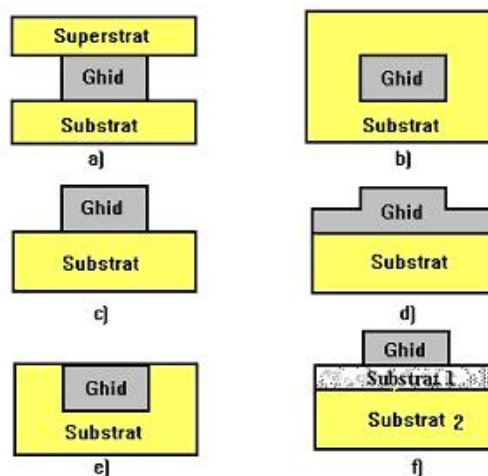 Superstrat
Ghid
Substrat
a)
Ghid
Substrat
b)
Ghid
Substrat
c)
Ghid
Substrat
d)
Ghid
Substrat
e)
Ghid
Substrat 1
Substrat 2
f)